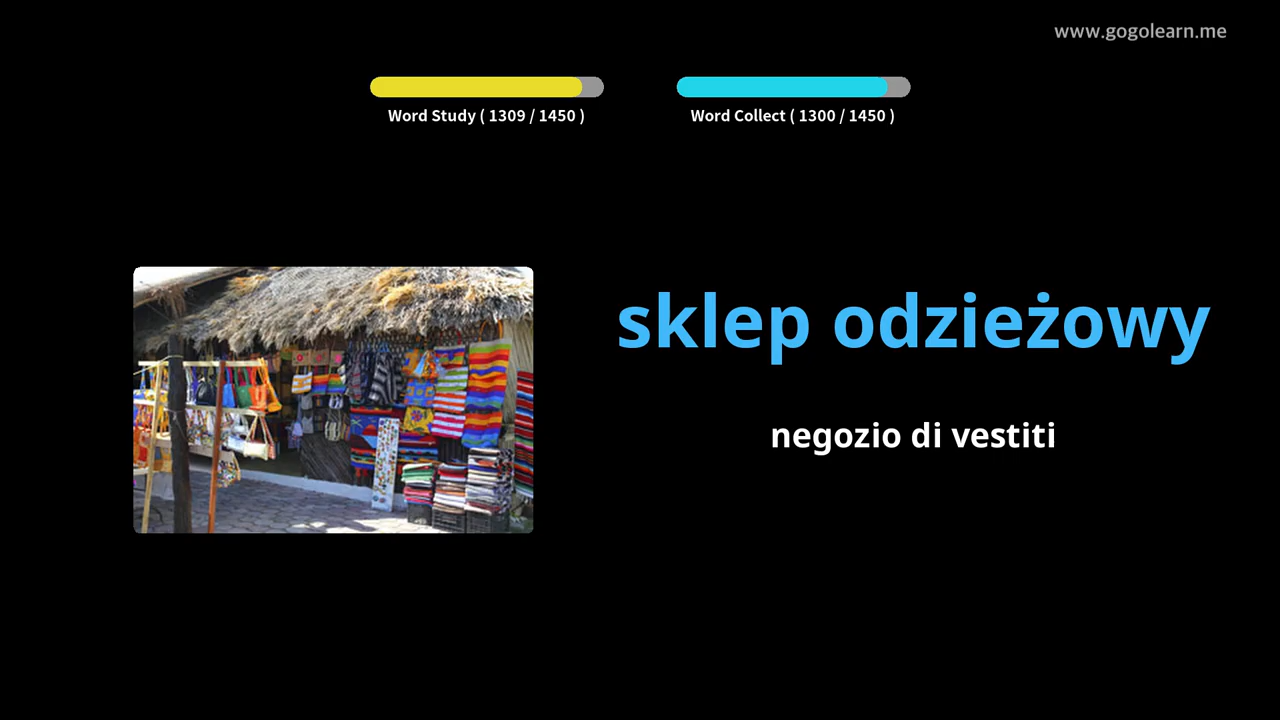 www.gogolearn.me
Word Study ( 1309 / 1450 )
Word Collect ( 1300 / 1450 )
sklep odzieżowy
negozio di vestiti